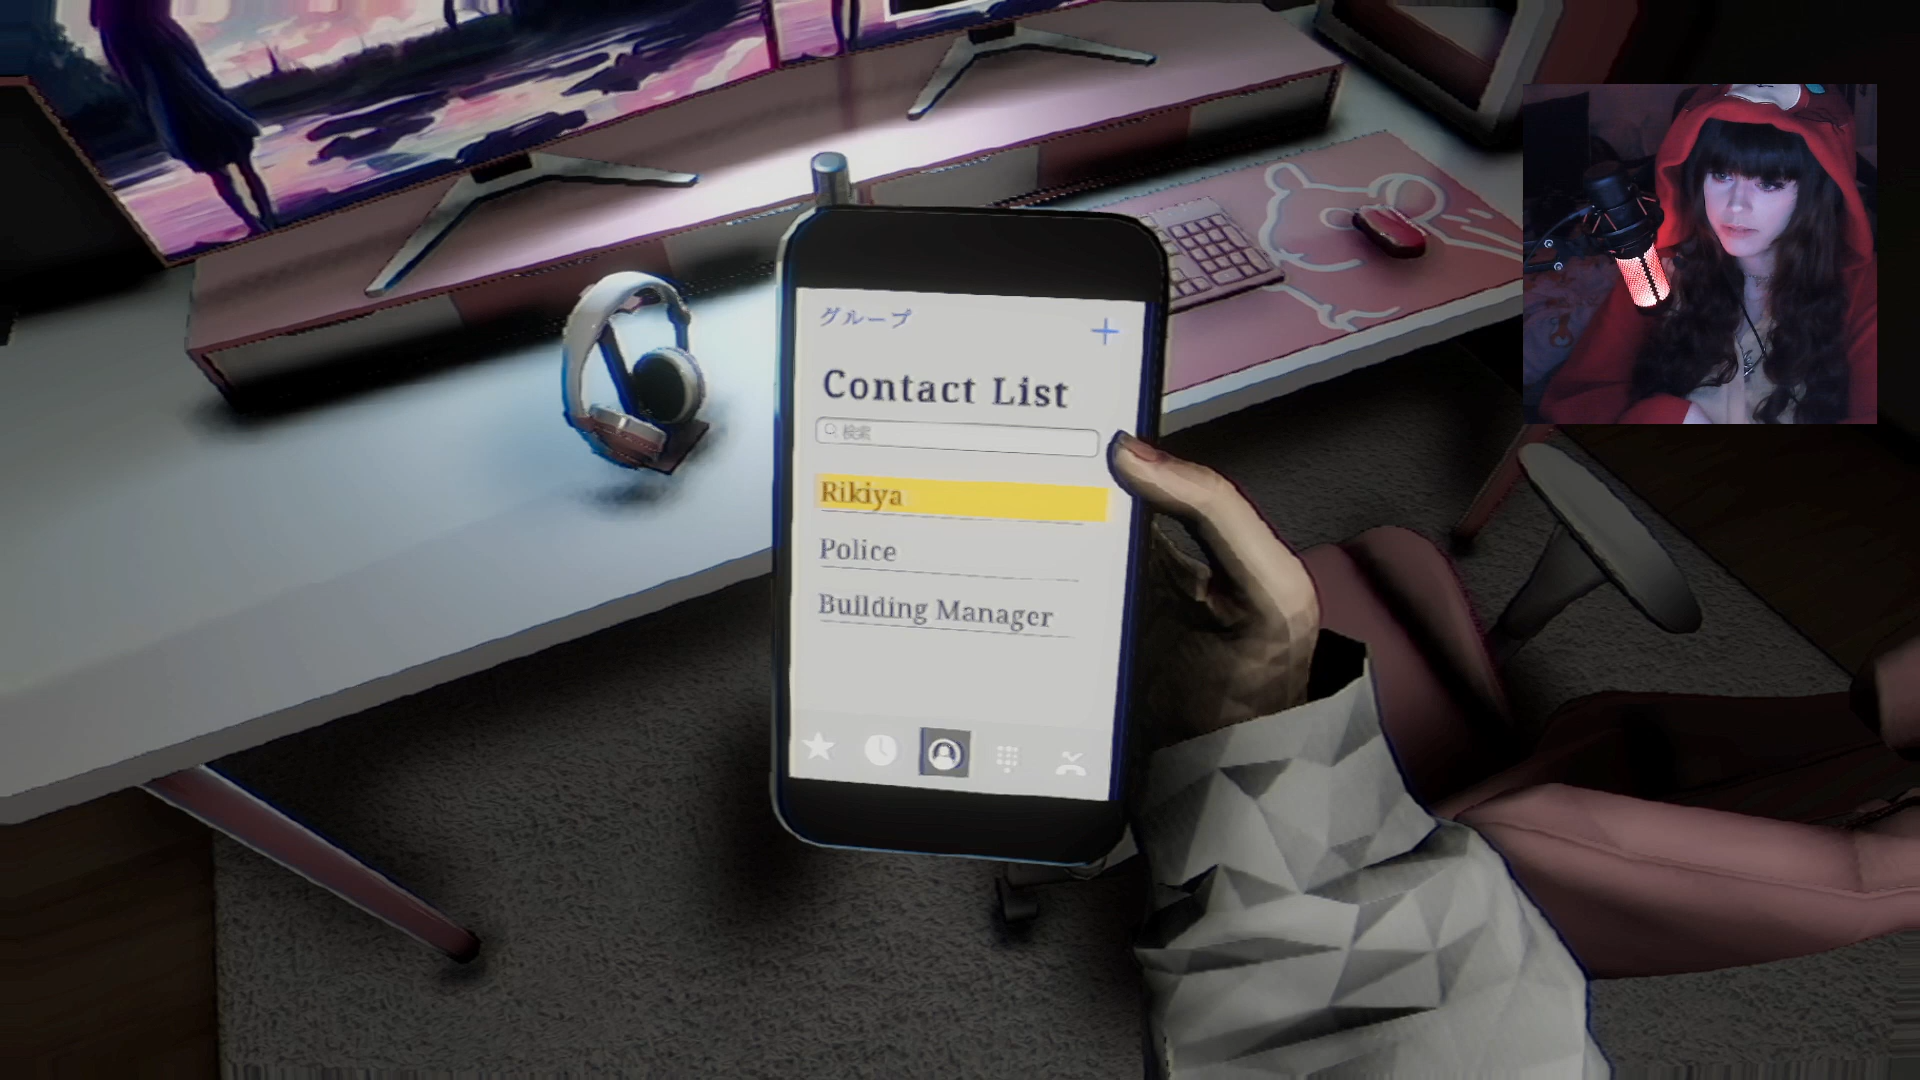 グループ
Contact List
検索
Rikiya
Police
Building Manager